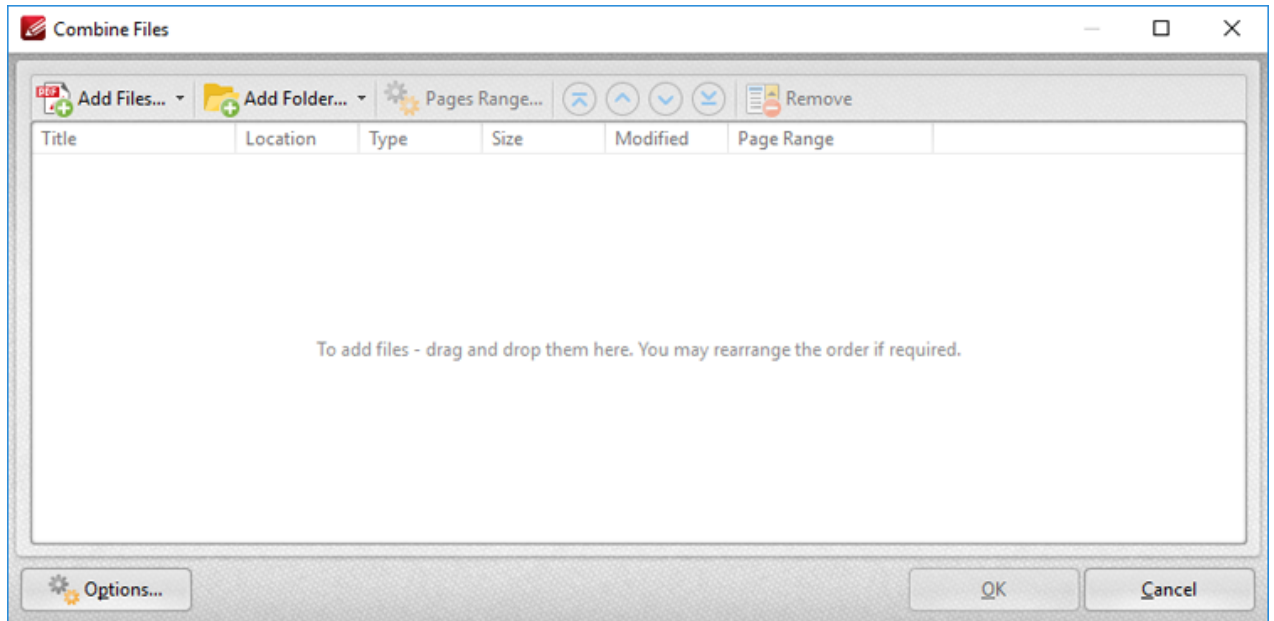 Combine Files
PDF Add Files... Add Folder... Pages Range... Remove
Title Location Type Size Modified Page Range
To add files - drag and drop them here. You may rearrange the order if required.
Options... OK Cancel